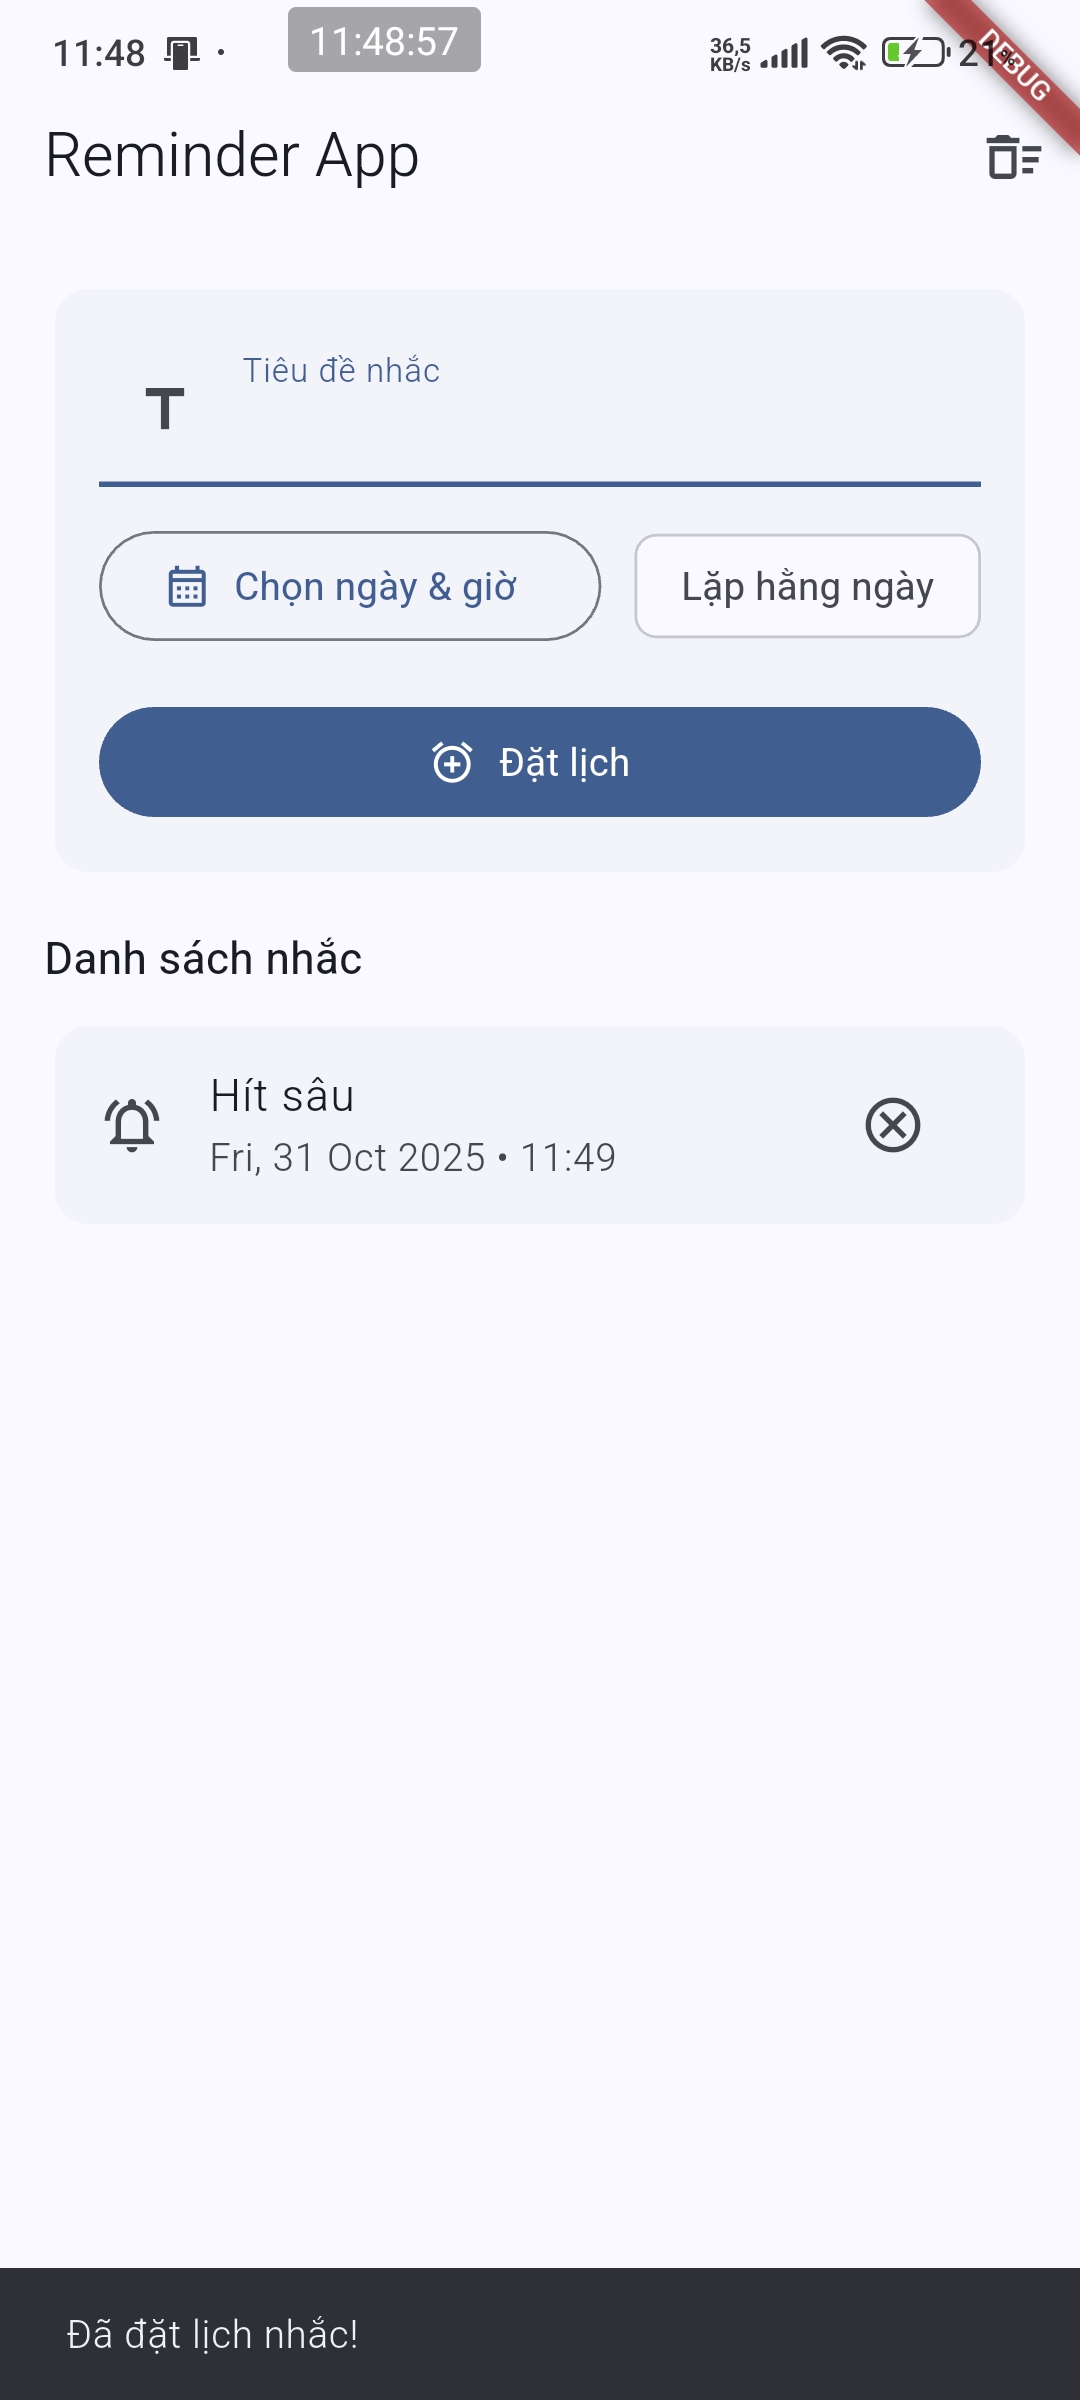 11:48
11:48:57
36,5
KB/s
DEBUG
Reminder App
Tiêu đề nhắc
Chọn ngày & giờ
Lặp hằng ngày
Đặt lịch
Danh sách nhắc
Hít sâu
Fri, 31 Oct 2025 • 11:49
Đã đặt lịch nhắc!